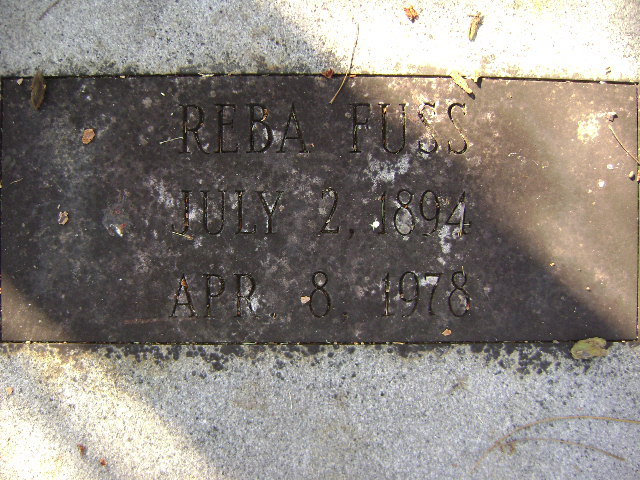 REBA FUSS
JULY 2, 1894
APR. 8, 1978